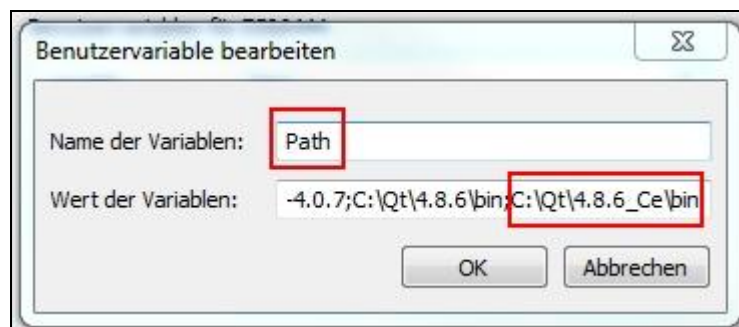 Benutzervariable bearbeiten
Name der Variablen: Path
Wert der Variablen: -4.0.7;C:\Qt\4.8.6\bin;C:\Qt\4.8.6_Ce\bin
OK Abbrechen